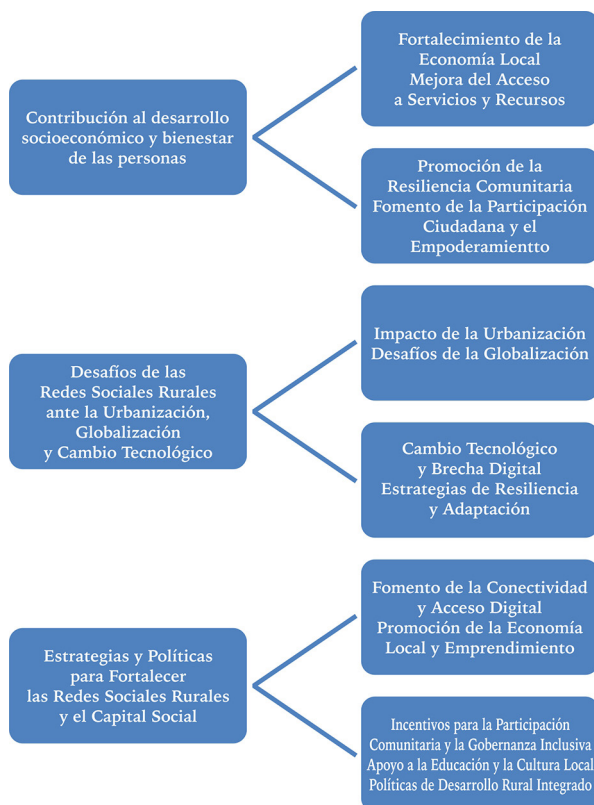 Contribución al desarrollo
socioeconómico y bienestar
de las personas
Fortalecimiento de la
Economía Local
Mejora del Acceso
a Servicios y Recursos
Promoción de la
Resiliencia Comunitaria
Fomento de la Participación
Ciudadana y el
Empoderamientto
Desafíos de las
Redes Sociales Rurales
ante la Urbanización,
Globalización
y Cambio Tecnológico
Impacto de la Urbanización
Desafíos de la Globalización
Cambio Tecnológico
y Brecha Digital
Estrategias de Resiliencia
y Adaptación
Estrategias y Políticas
para Fortalecer
las Redes Sociales Rurales
y el Capital Social
Fomento de la Conectividad
y Acceso Digital
Promoción de la Economía
Local y Emprendimiento
Incentivos para la Participación
Comunitaria y la Gobernanza Inclusiva
Apoyo a la Educación y la Cultura Local
Políticas de Desarrollo Rural Integrado